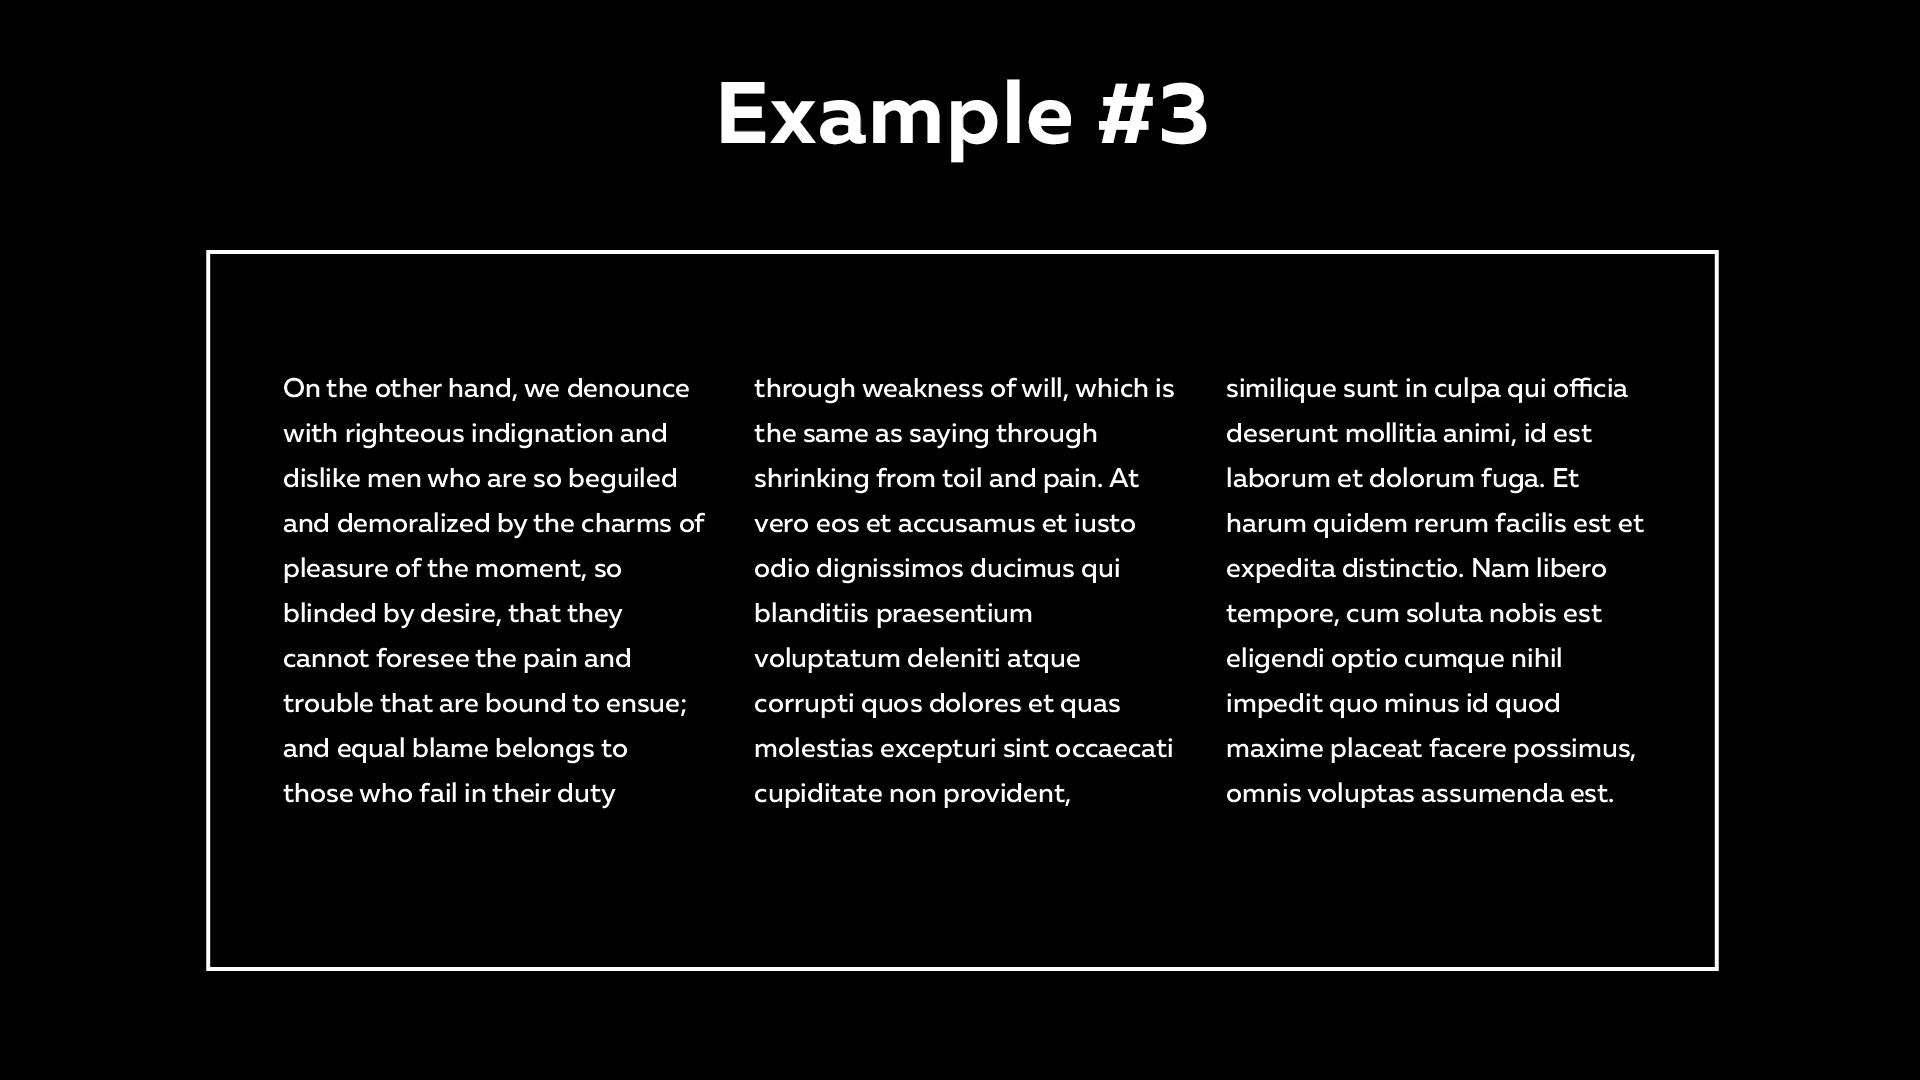 Example #3
On the other hand, we denounce
with righteous indignation and
dislike men who are so beguiled
and demoralized by the charms of
pleasure of the moment, so
blinded by desire, that they
cannot foresee the pain and
trouble that are bound to ensue;
and equal blame belongs to
those who fail in their duty
through weakness of will, which is
the same as saying through
shrinking from toil and pain. At
vero eos et accusamus et iusto
odio dignissimos ducimus qui
blanditiis praesentium
voluptatum deleniti atque
corrupti quos dolores et quas
molestias excepturi sint occaecati
cupiditate non provident,
similique sunt in culpa qui officia
deserunt mollitia animi, id est
laborum et dolorum fuga. Et
harum quidem rerum facilis est et
expedita distinctio. Nam libero
tempore, cum soluta nobis est
eligendi optio cumque nihil
impedit quo minus id quod
maxime placeat facere possimus,
omnis voluptas assumenda est.